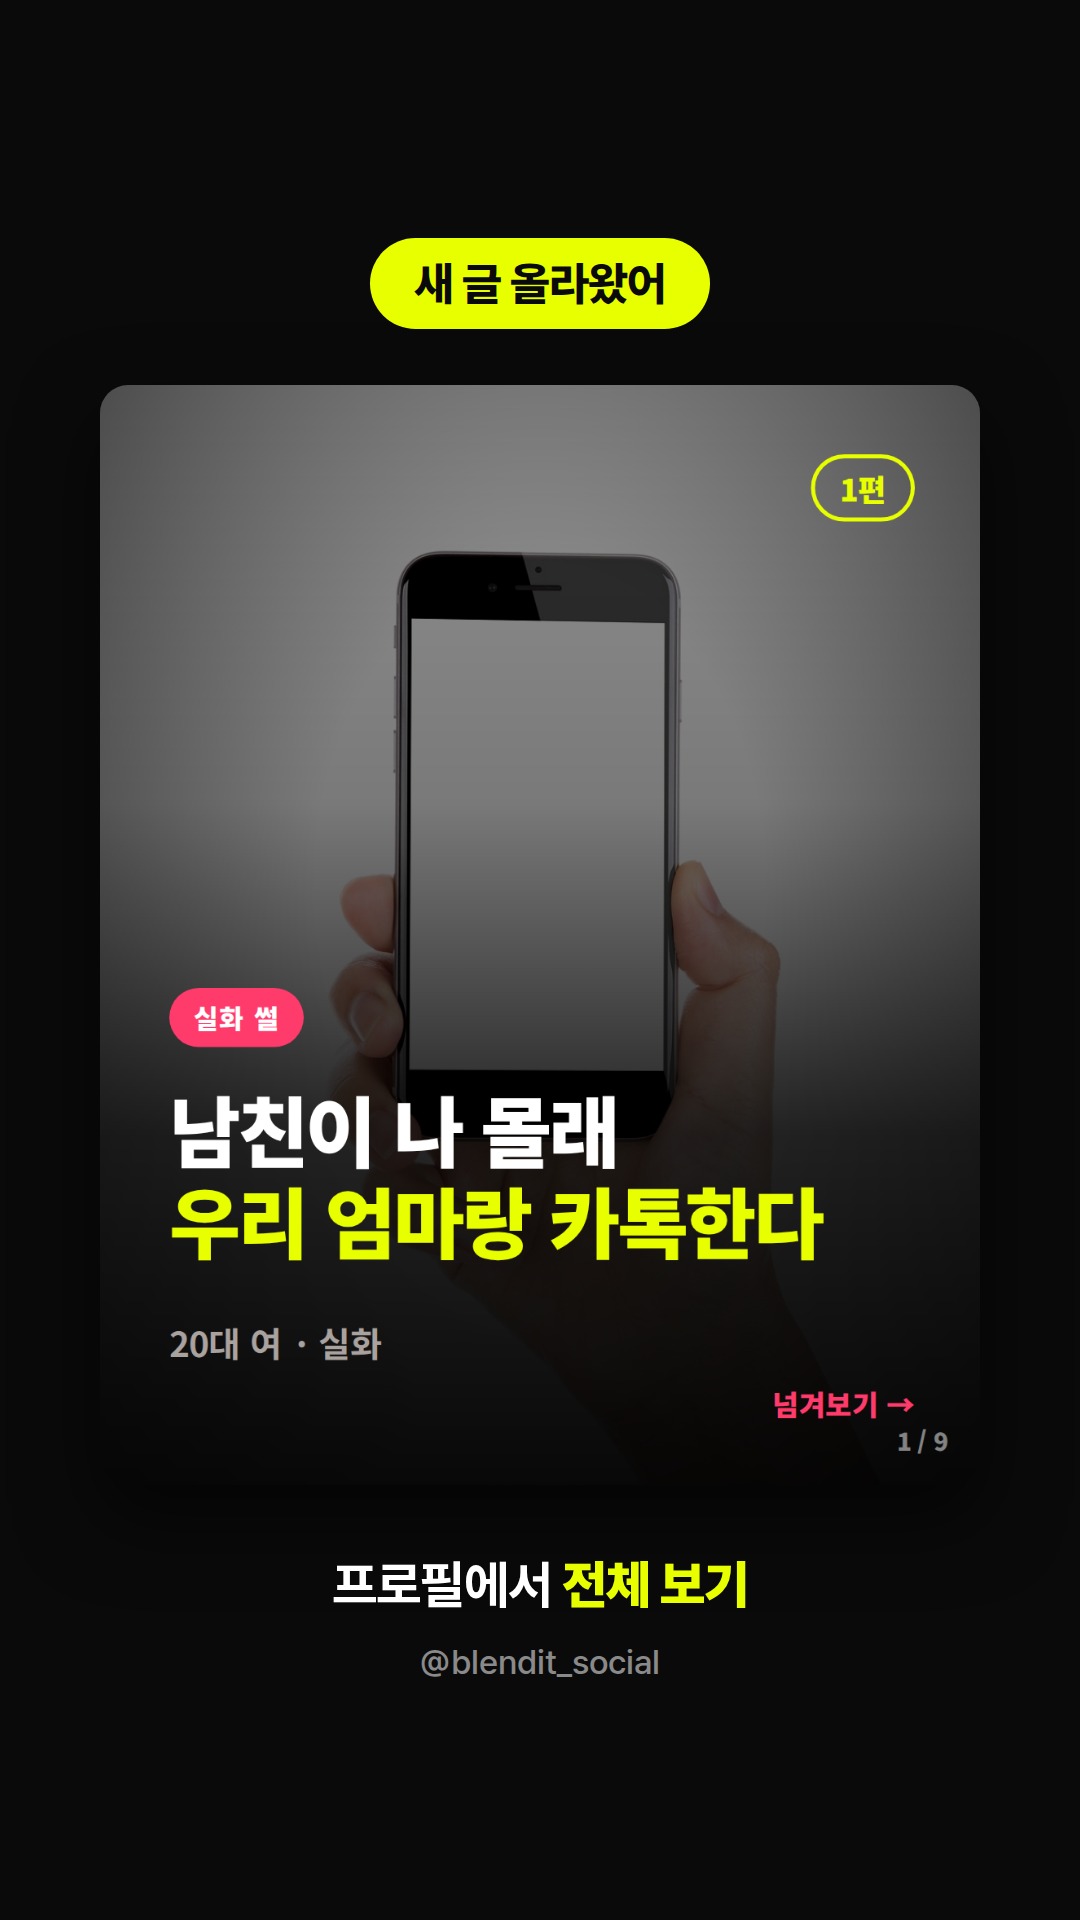 새 글 올라왔어
1편
실화 썰
남친이 나 몰래
우리 엄마랑 카톡한다
20대 여 · 실화
넘겨보기 →
1 / 9
프로필에서 전체 보기
@blendit_social